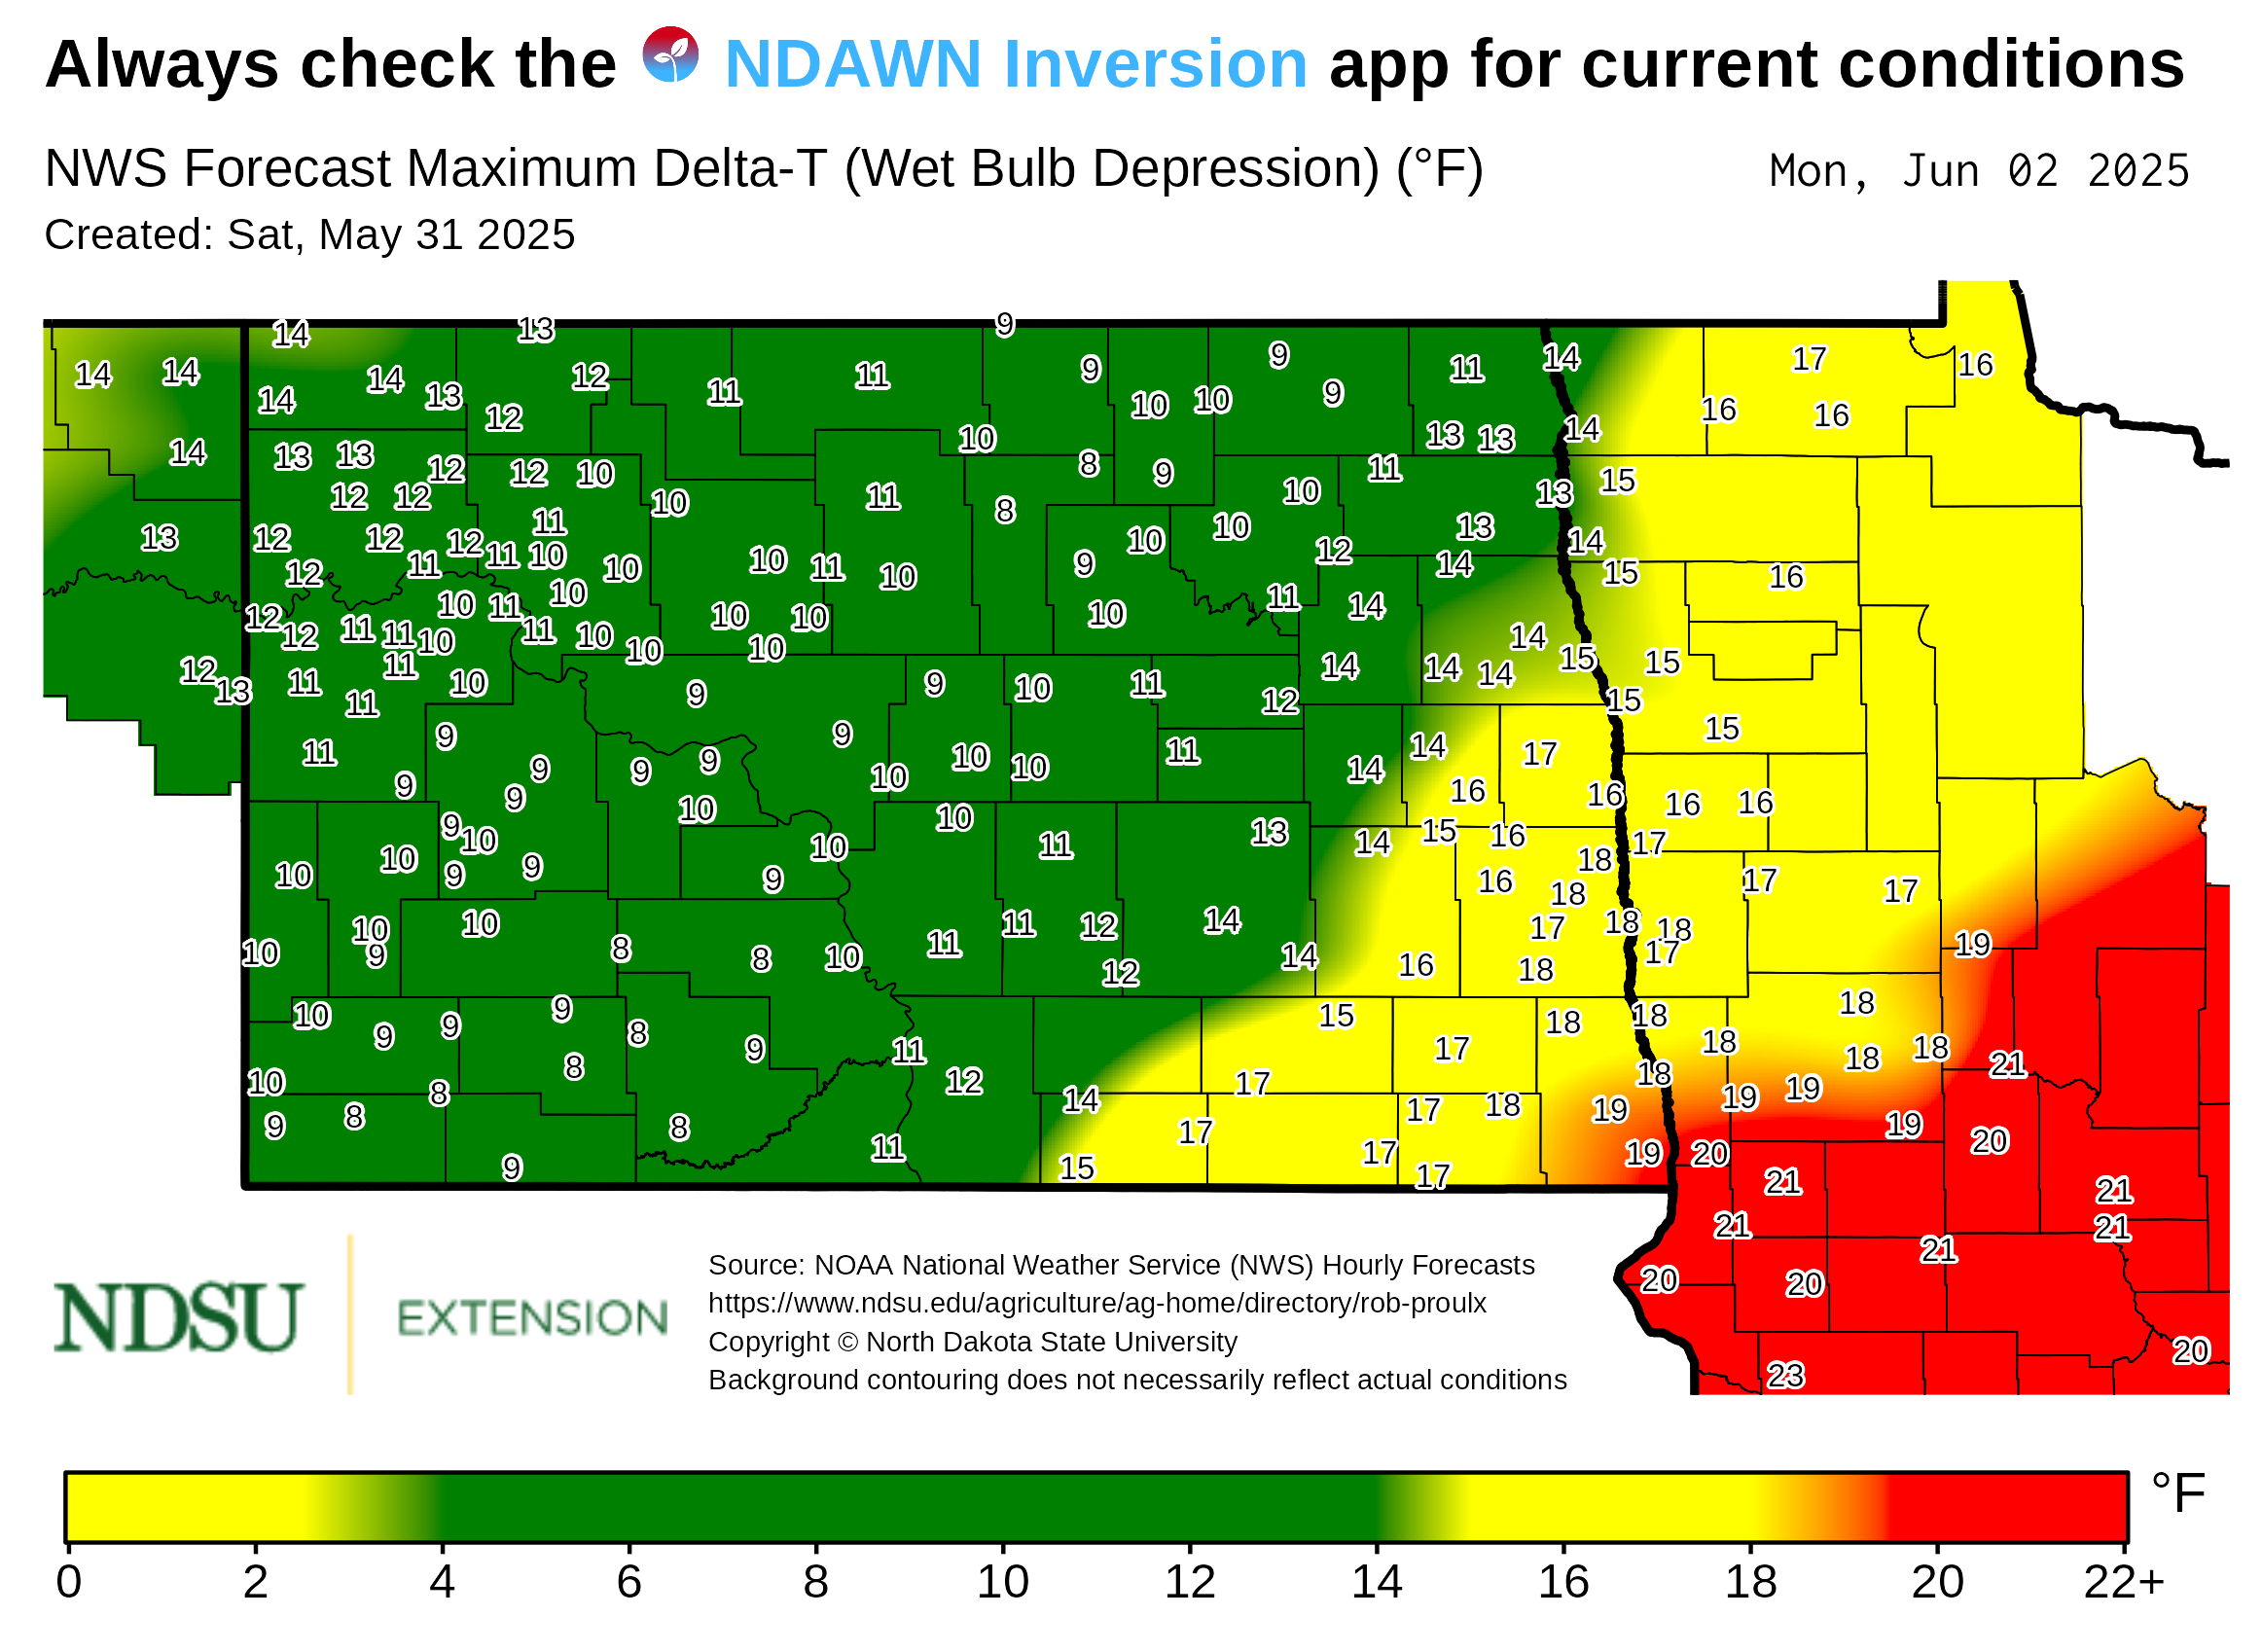 Always check the NDAWN Inversion app for current conditions
NWS Forecast Maximum Delta-T (Wet Bulb Depression) (°F) Mon, Jun 02 2025
Created: Sat, May 31 2025
14 13 9
14 14 14 13 12 11 11 9 9 11 14 17 16
14 12 10 10 9 16 16
14 13 13 12 12 10 10 8 9 11 13 13 14
12 12 10 11 8 10 13 15
13 12 12 12 11 11 10 10 10 11 10 9 10 10 12 13 14 14
12 11 10 11 10 10 10 10 11 14 15 16
12 12 11 11 10 11 10 10 10 14 15 15
12 13 11 11 10 9 9 10 11 12 14 14 14 15
11 11 9 9 9 9 9 10 10 11 14 14 17 15
9 9 10 10 13 16 16 16 16
10 10 9 10 9 9 9 10 11 14 15 16 18 17
10 10 9 10 8 8 10 11 11 12 14 16 18 17 18 18 17 17 17
10 9 9 9 8 9 11 12 12 14 16 18 15 18 18 18 18 19
10 9 8 8 8 12 14 17 17 18 18 19 19 18 18 21
9 8 9 8 11 15 17 17 17 17 18 19 19 20 19 20
21 21 21 21 21
20 20 20
23
NDSU EXTENSION
Source: NOAA National Weather Service (NWS) Hourly Forecasts
https://www.ndsu.edu/agriculture/ag-home/directory/rob-proulx
Copyright © North Dakota State University
Background contouring does not necessarily reflect actual conditions
°F
0 2 4 6 8 10 12 14 16 18 20 22+